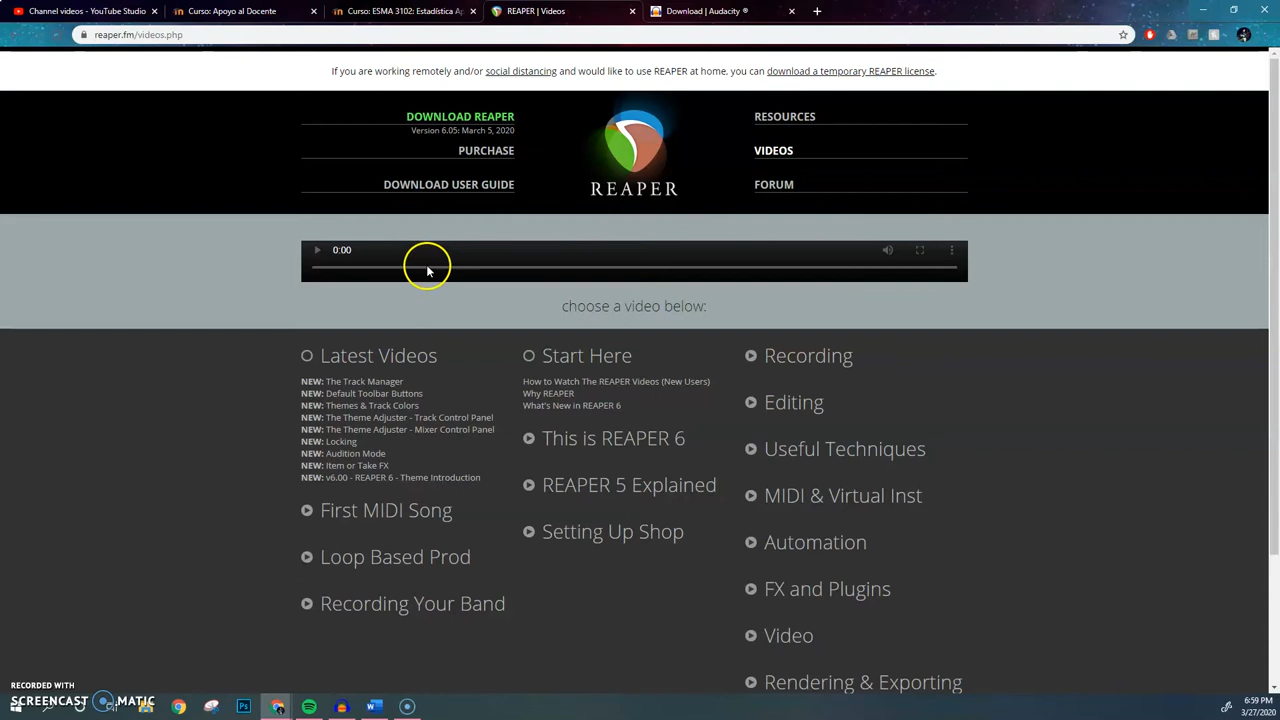 Channel videos - YouTube Studio
Curso: Apoyo al Docente
Curso: ESMA 3102: Estadística Ap
REAPER | Videos
Download | Audacity ®
reaper.fm/videos.php
If you are working remotely and/or social distancing and would like to use REAPER at home, you can download a temporary REAPER license.
DOWNLOAD REAPER
Version 6.05: March 5, 2020
PURCHASE
DOWNLOAD USER GUIDE
REAPER
RESOURCES
VIDEOS
FORUM
0:00
choose a video below:
Latest Videos
NEW: The Track Manager
NEW: Default Toolbar Buttons
NEW: Themes & Track Colors
NEW: The Theme Adjuster - Track Control Panel
NEW: The Theme Adjuster - Mixer Control Panel
NEW: Locking
NEW: Audition Mode
NEW: Item or Take FX
NEW: v6.00 - REAPER 6 - Theme Introduction
First MIDI Song
Loop Based Prod
Recording Your Band
Start Here
How to Watch The REAPER Videos (New Users)
Why REAPER
What's New in REAPER 6
This is REAPER 6
REAPER 5 Explained
Setting Up Shop
Recording
Editing
Useful Techniques
MIDI & Virtual Inst
Automation
FX and Plugins
Video
Rendering & Exporting
RECORDED WITH
SCREENCAST MATIC
Ps
6:59 PM
3/27/2020